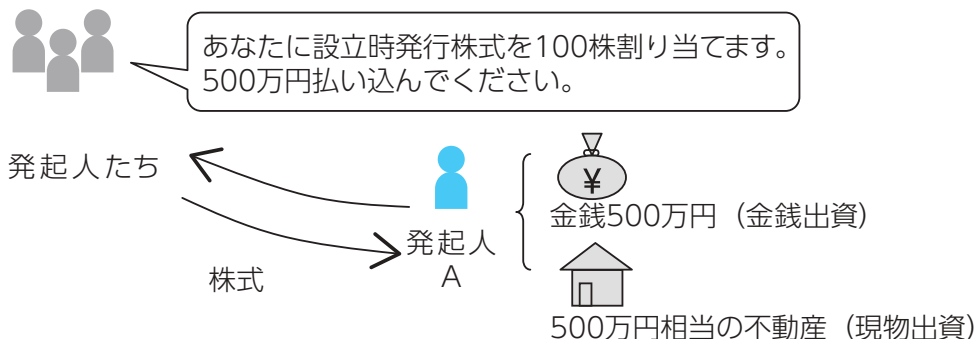 あなたに設立時発行株式を100株割り当てます。
500万円払い込んでください。
発起人たち
¥
金銭500万円（金銭出資）
発起人
A
株式
500万円相当の不動産（現物出資）